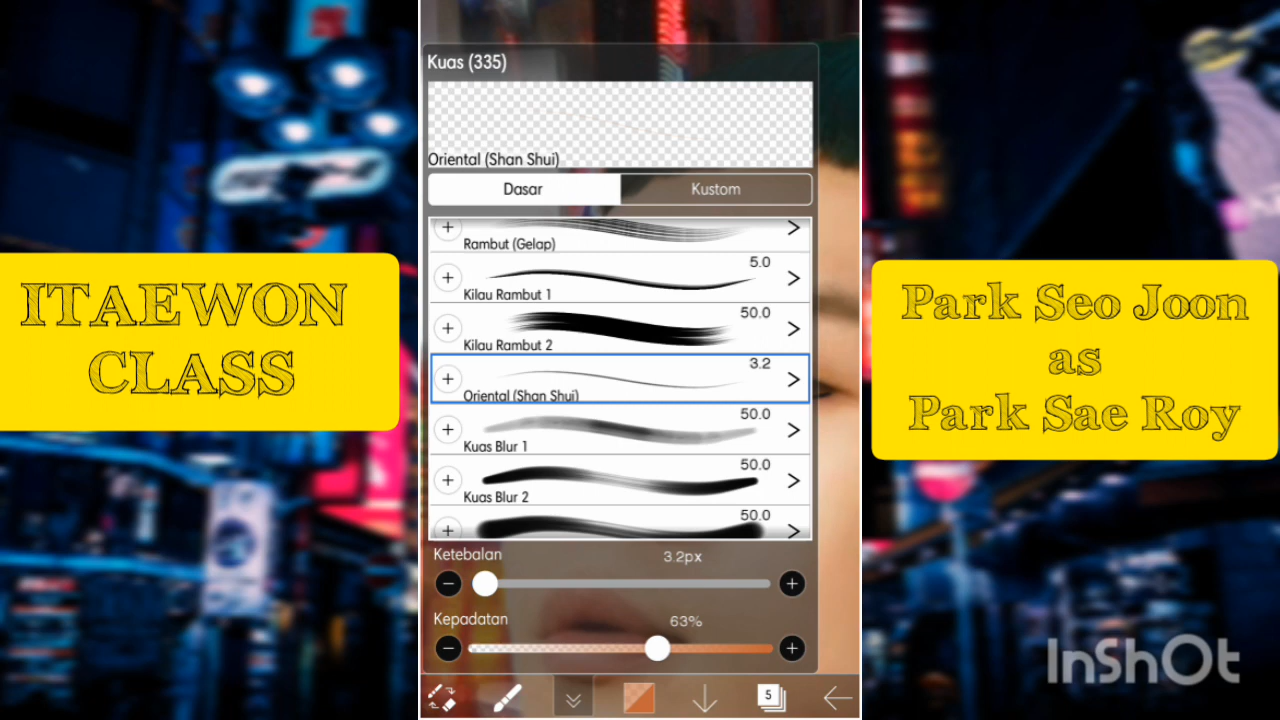 ITAEWON
CLASS
Kuas (335)
Oriental (Shan Shui)
Dasar
Kustom
Rambut (Gelap)
5.0
Kilau Rambut 1
50.0
Kilau Rambut 2
3.2
Oriental (Shan Shui)
50.0
Kuas Blur 1
50.0
Kuas Blur 2
50.0
Ketebalan
3.2px
Kepadatan
63%
5
Park Seo Joon
as
Park Sae Roy
InShOt